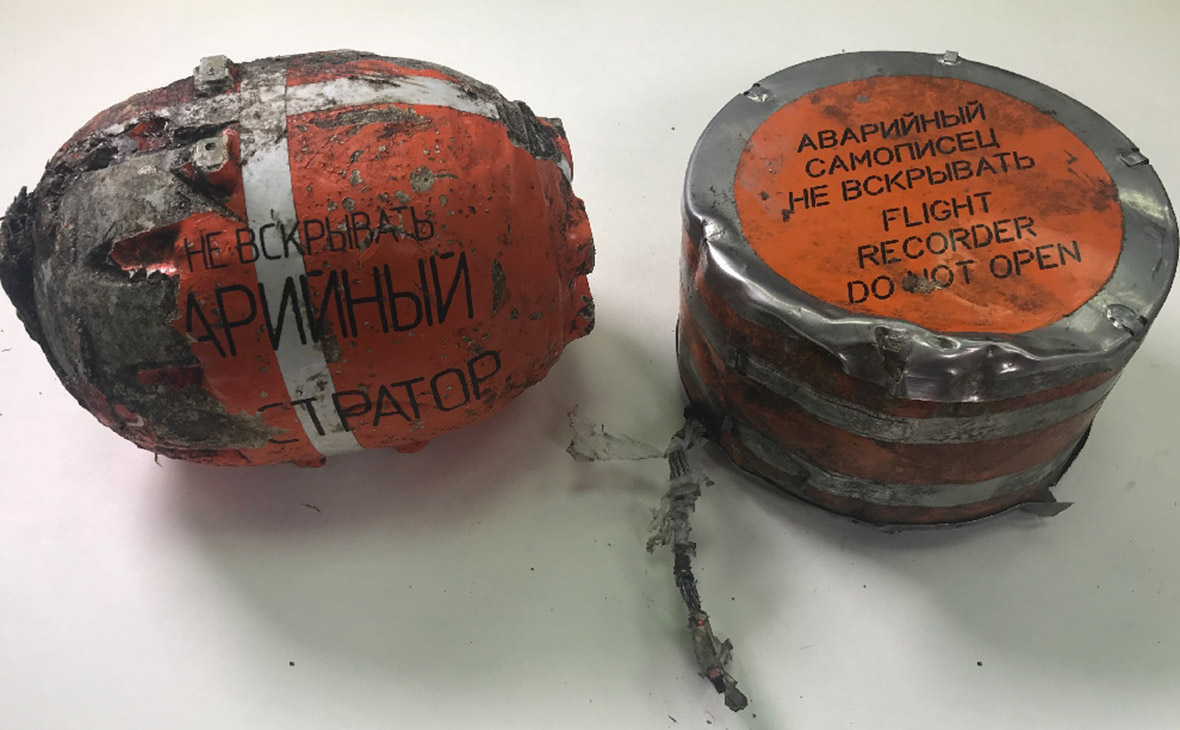 НЕ ВСКРЫВАТЬ
АРИЙНЫЙ
СТРАТОР
АВАРИЙНЫЙ
САМОПИСЕЦ
НЕ ВСКРЫВАТЬ
FLIGHT
RECORDER
DO NOT OPEN